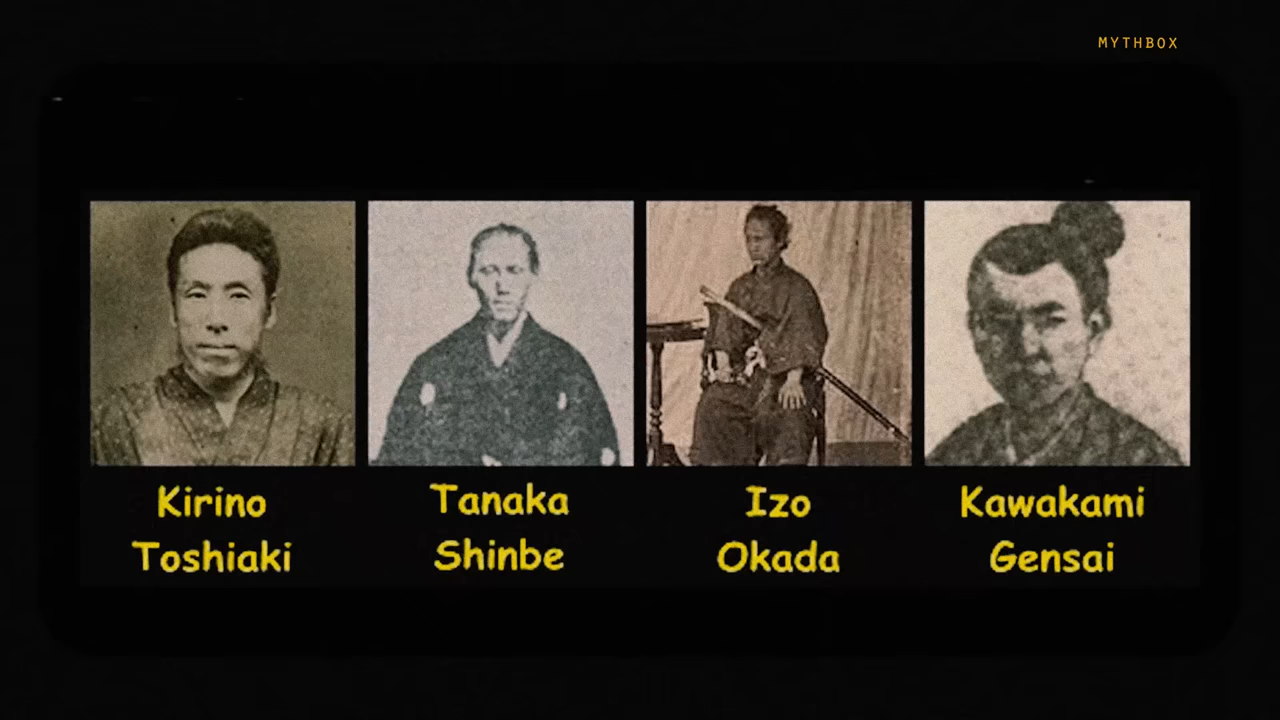 MYTHBOX
Kirino
Toshiaki
Tanaka
Shinbe
Izo
Okada
Kawakami
Gensai